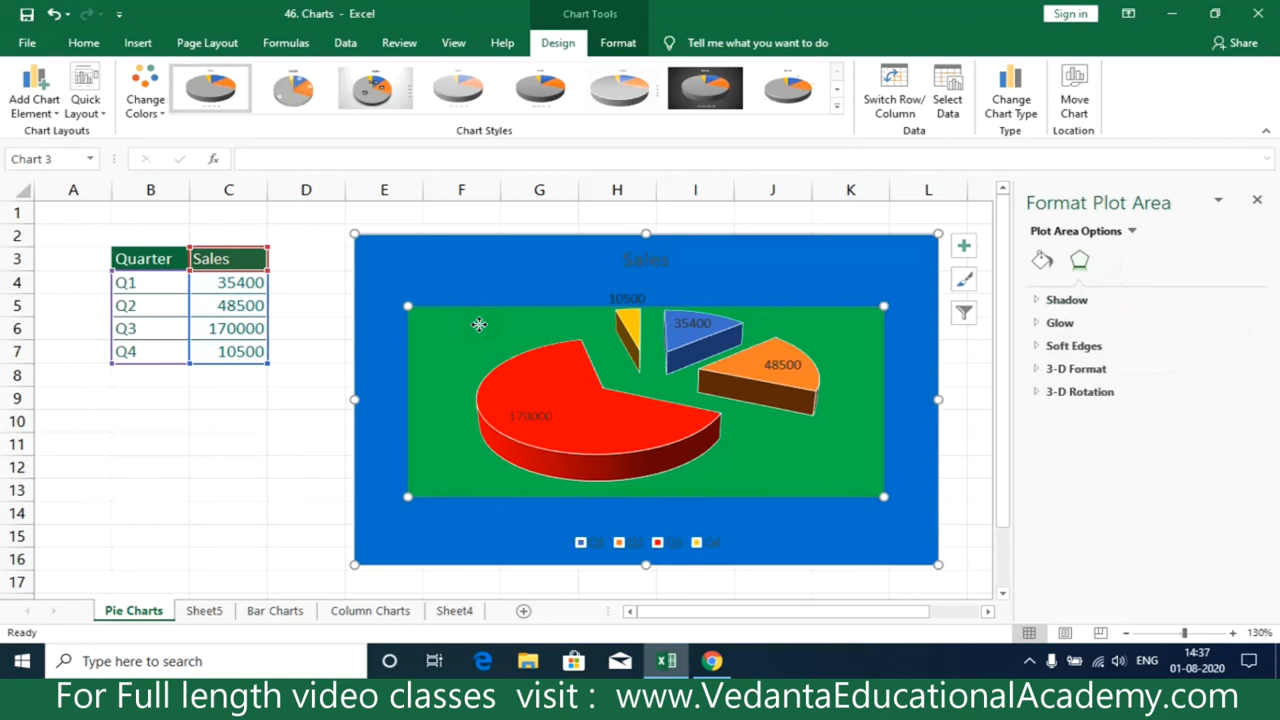 46. Charts - Excel
Chart Tools
Sign in
File
Home
Insert
Page Layout
Formulas
Data
Review
View
Help
Design
Format
Tell me what you want to do
Share
Add Chart
Element
Quick
Layout
Change
Colors
Switch Row/
Column
Select
Data
Change
Chart Type
Move
Chart
Chart Layouts
Chart Styles
Data
Type
Location
Chart 3
fx
A B C D E F G H I J K L
1
2
3 Quarter Sales
4 Q1 35400
5 Q2 48500
6 Q3 170000
7 Q4 10500
8
9
10
11
12
13
14
15
16
17
Sales
10500
35400
48500
170000
Q1 Q2 Q3 Q4
Format Plot Area
Plot Area Options
Shadow
Glow
Soft Edges
3-D Format
3-D Rotation
Pie Charts
Sheet5
Bar Charts
Column Charts
Sheet4
Ready
130%
Type here to search
ENG
14:37
01-08-2020
For Full length video classes visit : www.VedantaEducationalAcademy.com